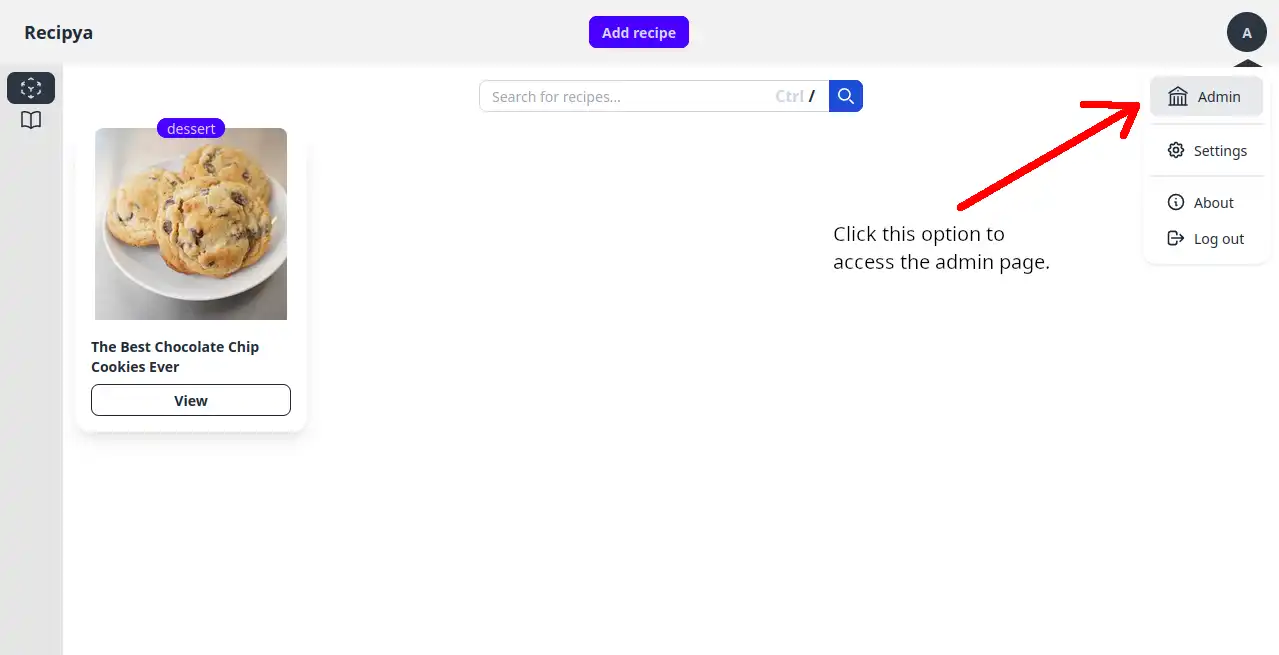 Recipya
Add recipe
A
Search for recipes...
Ctrl /
Admin
Settings
About
Log out
Click this option to
access the admin page.
dessert
The Best Chocolate Chip
Cookies Ever
View